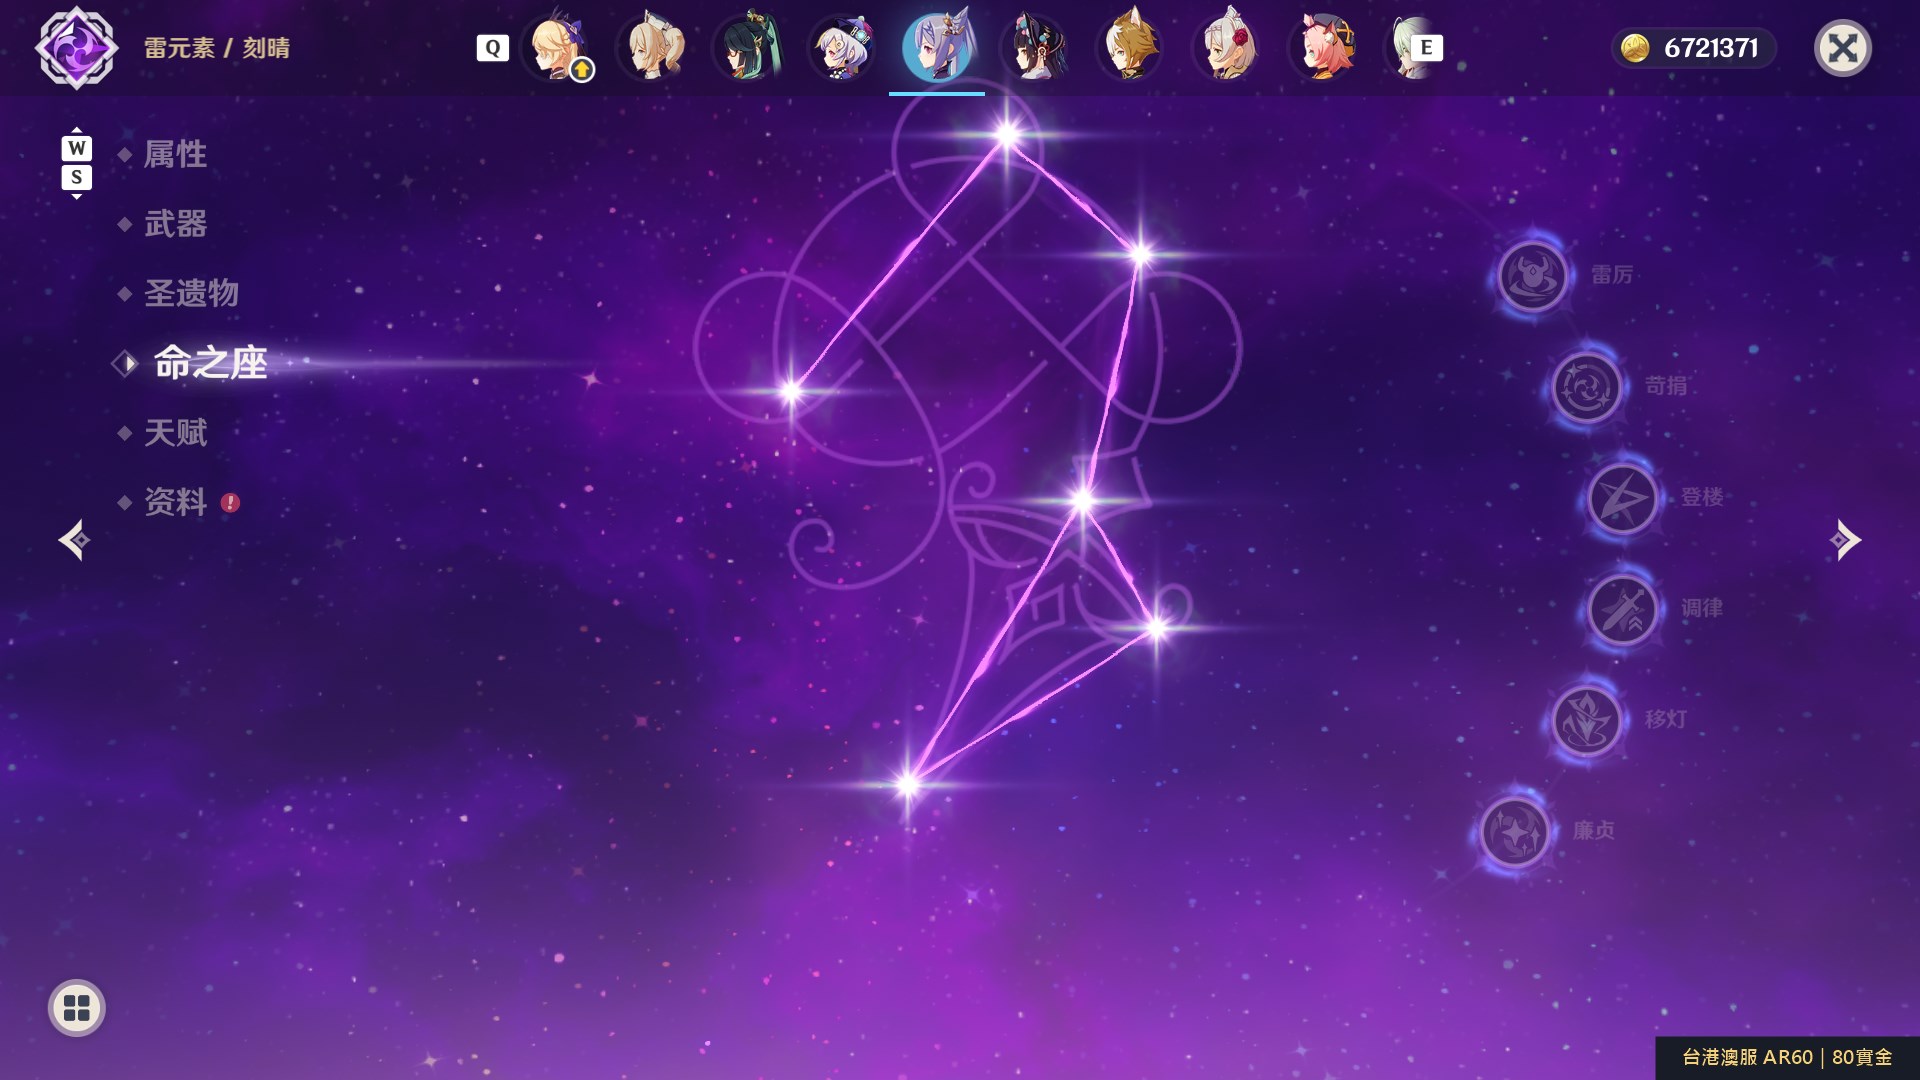 雷元素 / 刻晴
Q
E
6721371
W
S
属性
武器
圣遗物
命之座
天赋
资料
雷厉
苛捐
登楼
调律
移灯
廉贞
台港澳服 AR60 | 80實金